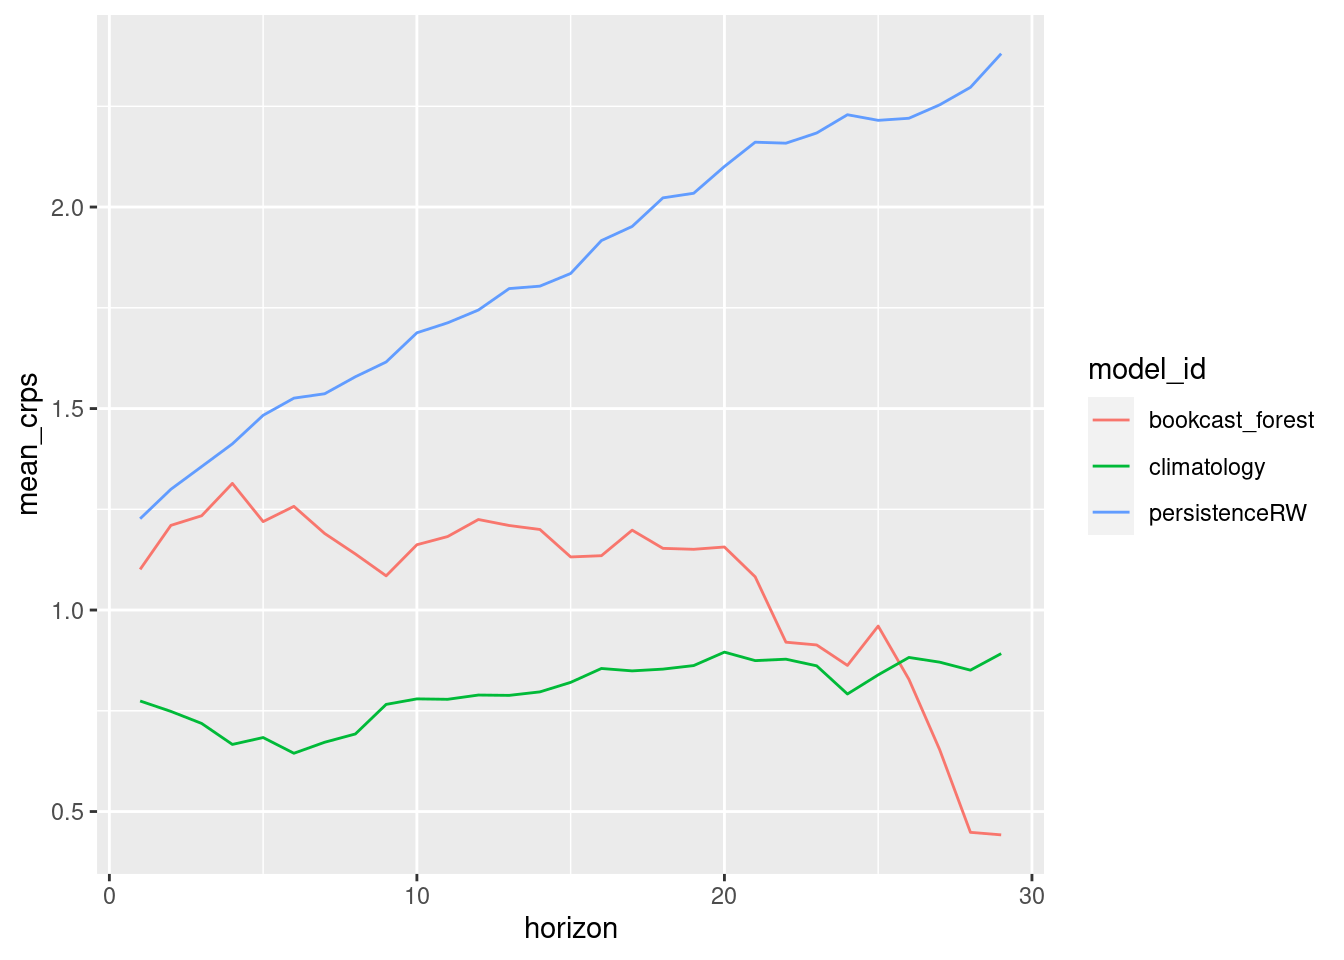 mean_crps
2.0
1.5
1.0
0.5
0
10
20
30
horizon
model_id
bookcast_forest
climatology
persistenceRW